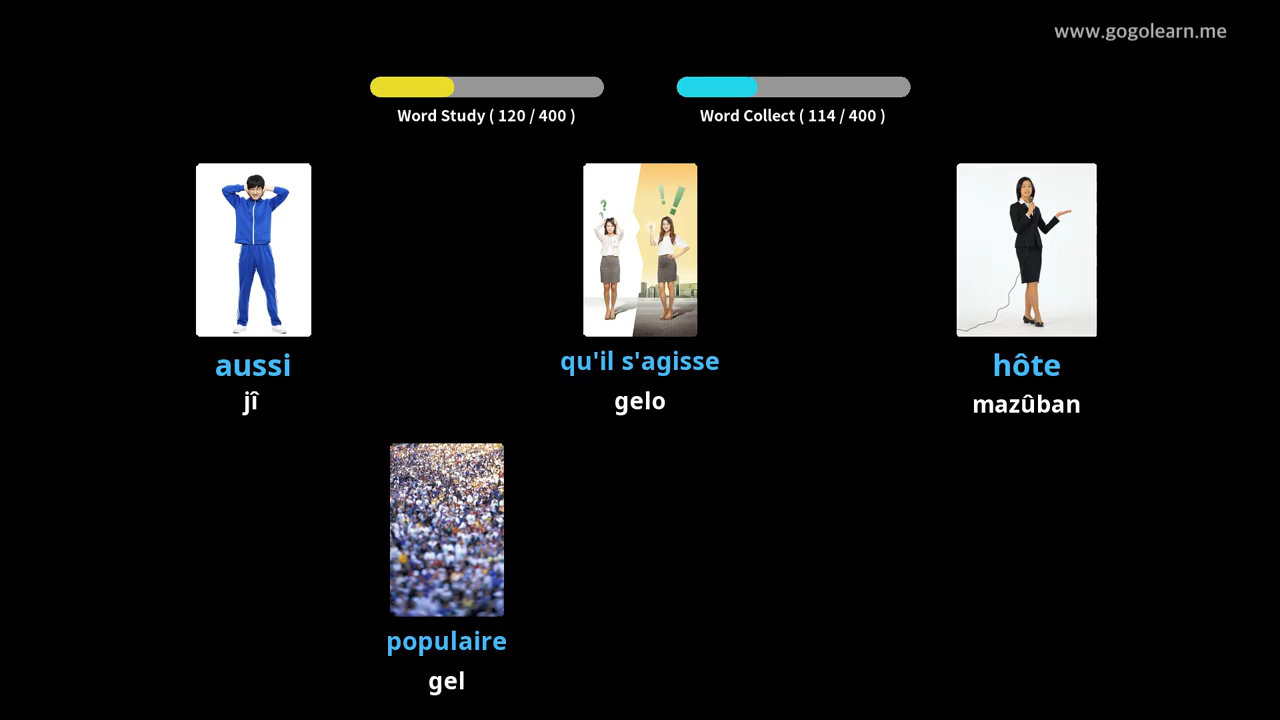 www.gogolearn.me
Word Study ( 120 / 400 )
Word Collect ( 114 / 400 )
aussi
jî
qu'il s'agisse
gelo
hôte
mazûban
populaire
gel